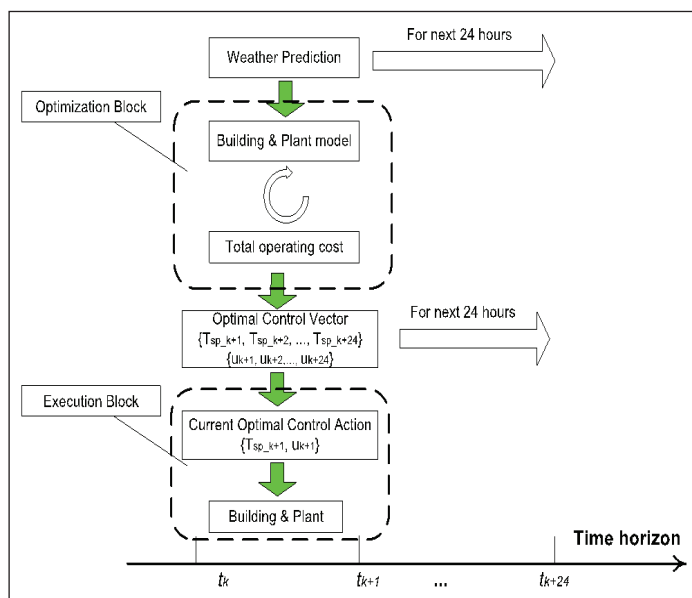 For next 24 hours
Weather Prediction
Optimization Block
Building & Plant model
Total operating cost
Optimal Control Vector
{Tsp_k+1, Tsp_k+2, ..., Tsp_k+24}
{uk+1, uk+2,..., uk+24}
For next 24 hours
Execution Block
Current Optimal Control Action
{Tsp_k+1, uk+1}
Building & Plant
Time horizon
tk tk+1 ... tk+24